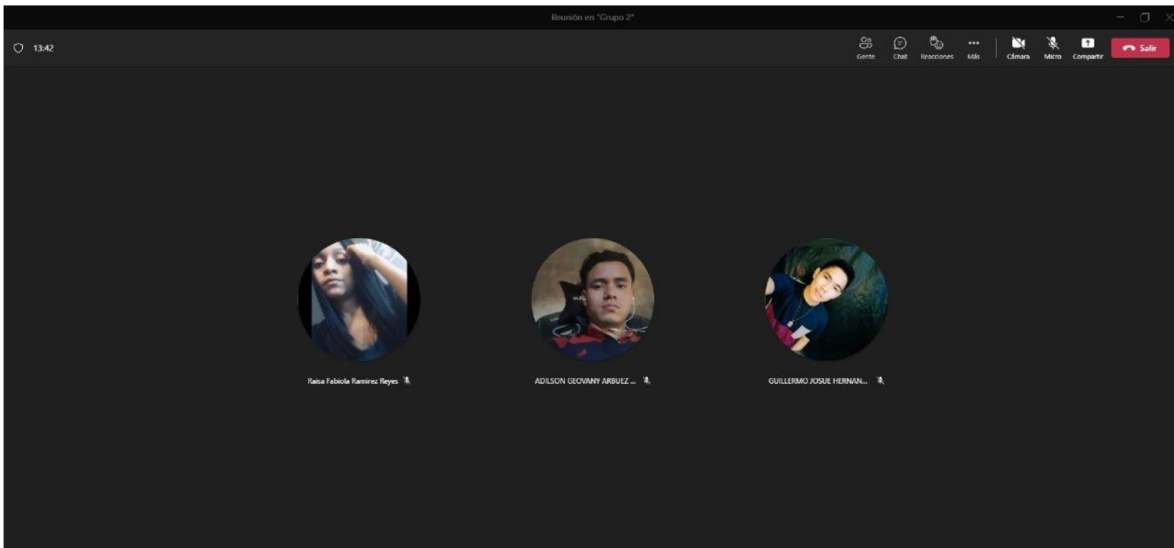 Reunión en "Grupo 2"
13:42
Gente
Chat
Reacciones
Más
Cámara
Micro
Compartir
Salir
Raisa Fabiola Ramirez Reyes
ADILSON GEOVANY ARBUEZ ...
GUILLERMO JOSUE HERNAN...